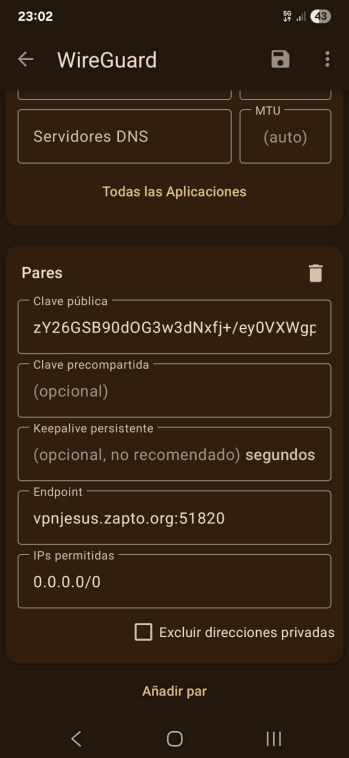 23:02
5G
43
WireGuard
MTU
Servidores DNS
(auto)
Todas las Aplicaciones
Pares
Clave pública
zY26GSB90dOG3w3dNxfj+/ey0VXWgp
Clave precompartida
(opcional)
Keepalive persistente
(opcional, no recomendado) segundos
Endpoint
vpnjesus.zapto.org:51820
IPs permitidas
0.0.0.0/0
Excluir direcciones privadas
Añadir par